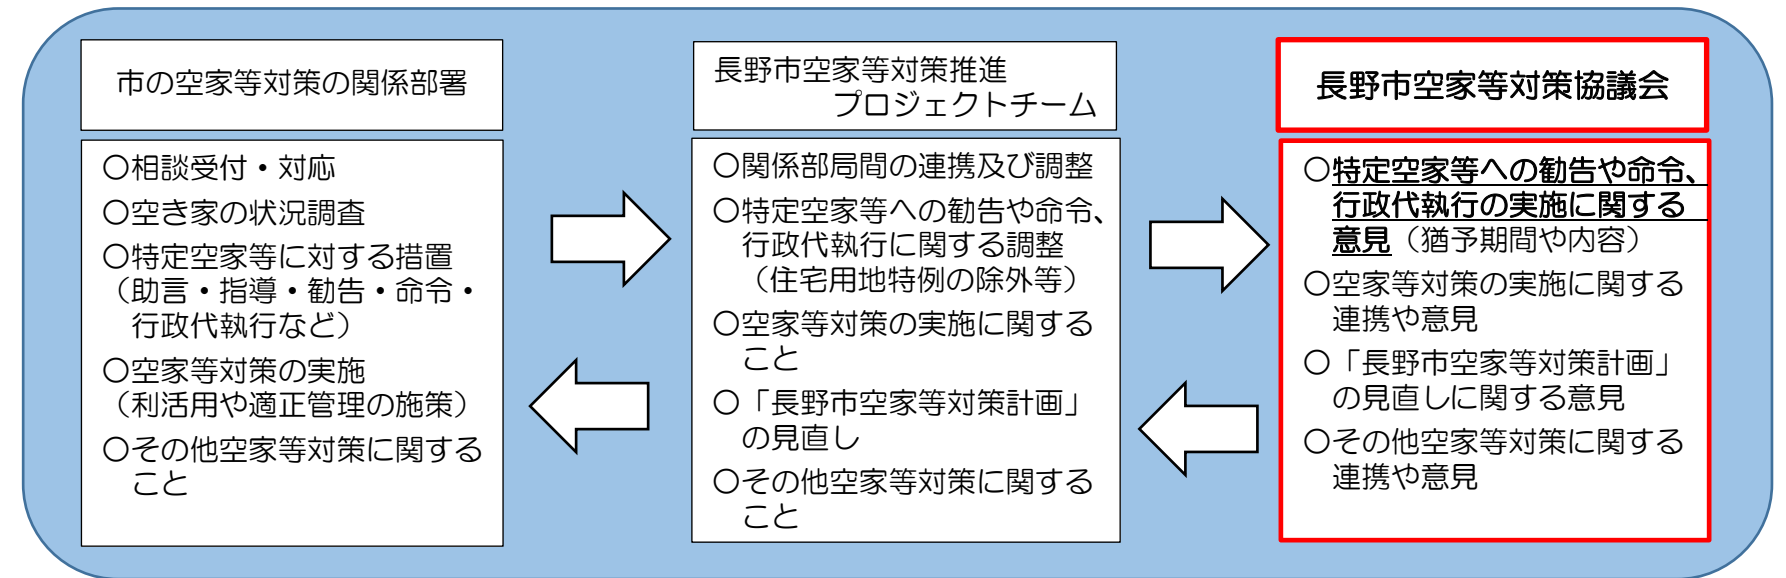 市の空家等対策の関係部署
〇相談受付・対応
〇空き家の状況調査
〇特定空家等に対する措置
（助言・指導・勧告・命令・
行政代執行など）
〇空家等対策の実施
（利活用や適正管理の施策）
〇その他空家等対策に関する
こと
長野市空家等対策推進
プロジェクトチーム
〇関係部局間の連携及び調整
〇特定空家等への勧告や命令、
行政代執行に関する調整
（住宅用地特例の除外等）
〇空家等対策の実施に関する
こと
〇「長野市空家等対策計画」
の見直し
〇その他空家等対策に関する
こと
長野市空家等対策協議会
〇特定空家等への勧告や命令、
行政代執行の実施に関する
意見（猶予期間や内容）
〇空家等対策の実施に関する
連携や意見
〇「長野市空家等対策計画」
の見直しに関する意見
〇その他空家等対策に関する
連携や意見